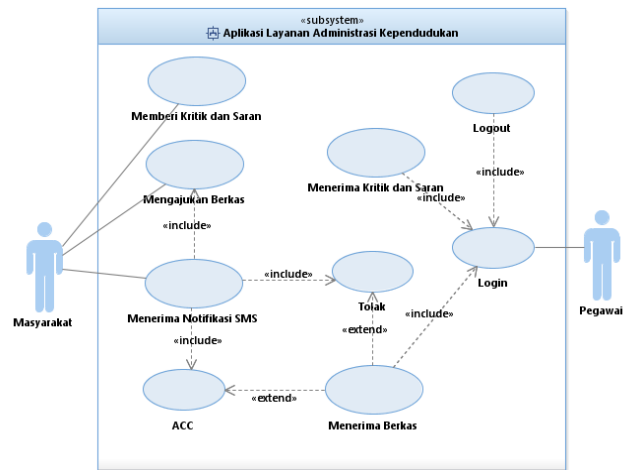 «subsystem»
Aplikasi Layanan Administrasi Kependudukan
Memberi Kritik dan Saran
Logout
Mengajukan Berkas
Menerima Kritik dan Saran
«include»
«include»
«include»
Masyarakat
Menerima Notifikasi SMS
«include»
Tolak
Login
Pegawai
«include»
«extend»
«include»
ACC
«extend»
Menerima Berkas